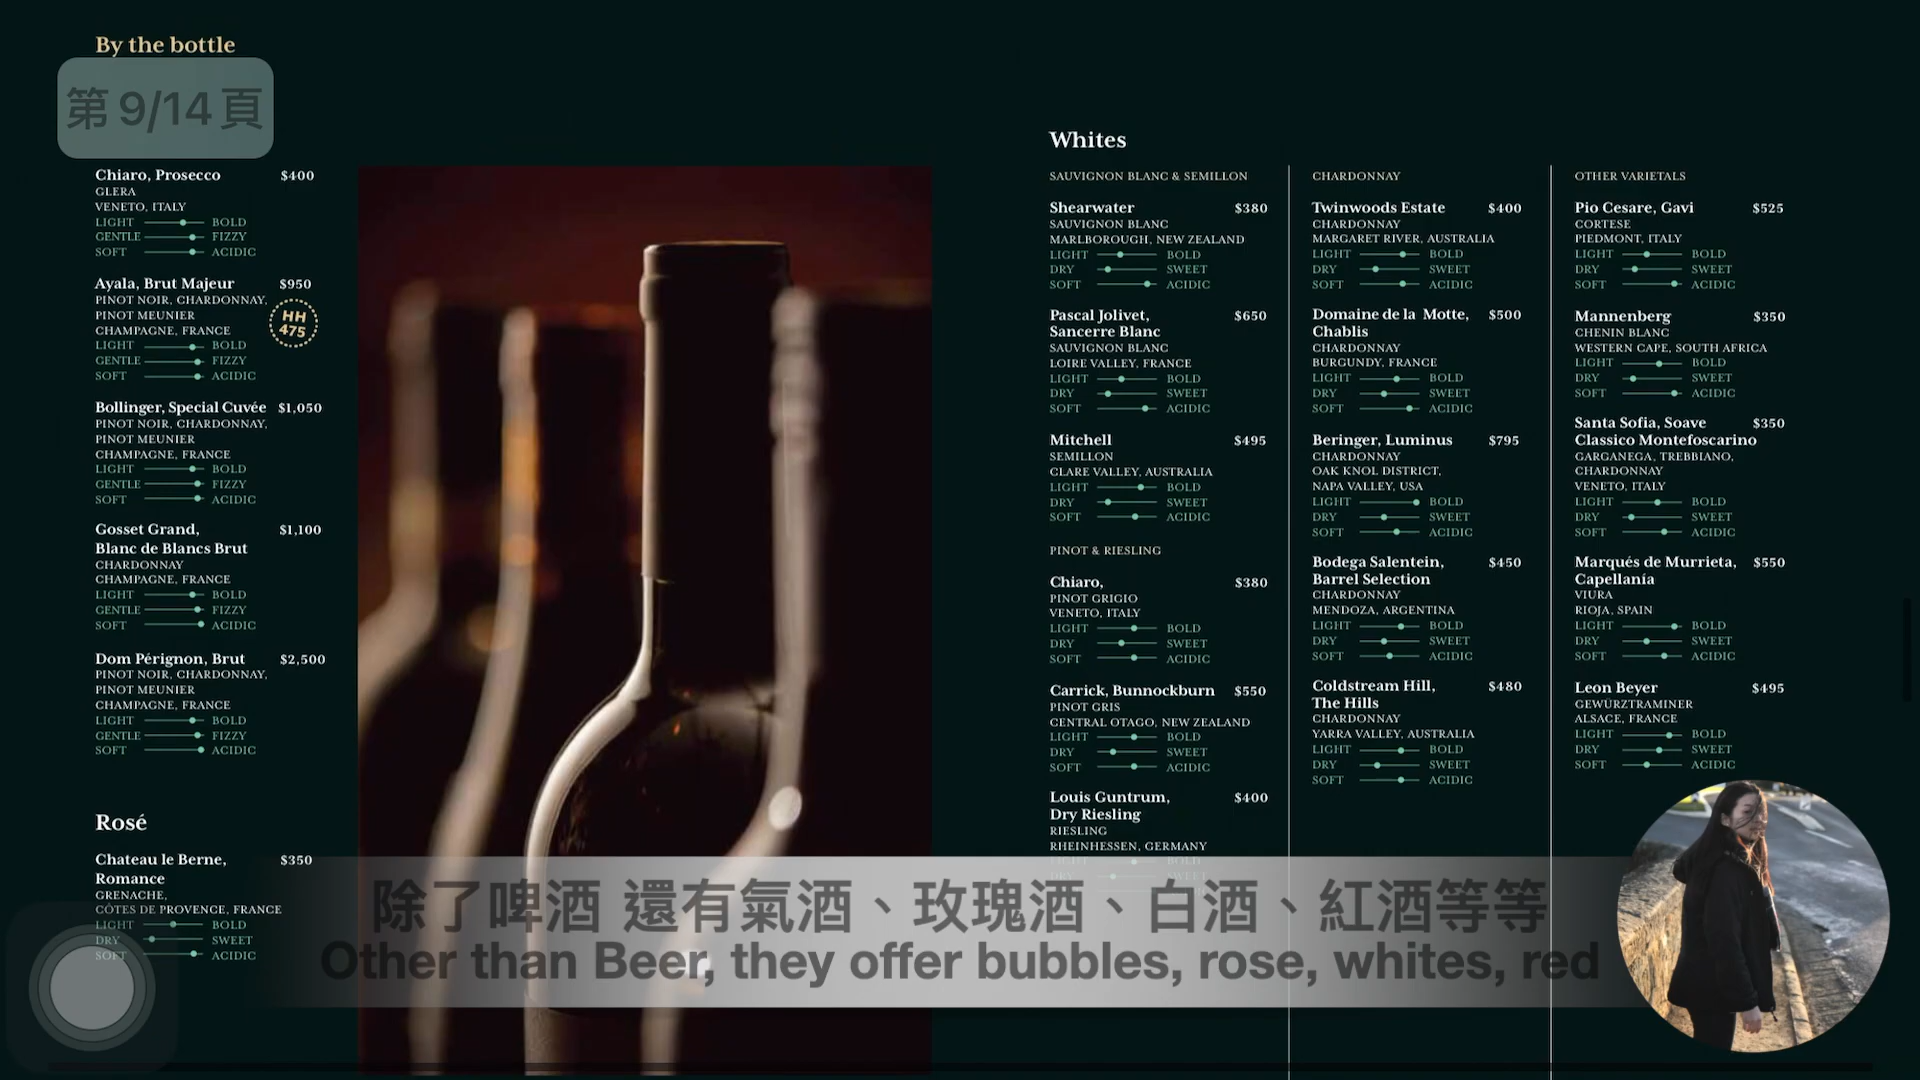 By the bottle
第9/14頁
Chiaro, Prosecco $400
GLERA
VENETO, ITALY
LIGHT BOLD
GENTLE FIZZY
SOFT ACIDIC
Ayala, Brut Majeur $950
PINOT NOIR, CHARDONNAY,
PINOT MEUNIER
CHAMPAGNE, FRANCE
HH
475
LIGHT BOLD
GENTLE FIZZY
SOFT ACIDIC
Bollinger, Special Cuvée $1,050
PINOT NOIR, CHARDONNAY,
PINOT MEUNIER
CHAMPAGNE, FRANCE
LIGHT BOLD
GENTLE FIZZY
SOFT ACIDIC
Gosset Grand, $1,100
Blanc de Blancs Brut
CHARDONNAY
CHAMPAGNE, FRANCE
LIGHT BOLD
GENTLE FIZZY
SOFT ACIDIC
Dom Pérignon, Brut $2,500
PINOT NOIR, CHARDONNAY,
PINOT MEUNIER
CHAMPAGNE, FRANCE
LIGHT BOLD
GENTLE FIZZY
SOFT ACIDIC
Rosé
Chateau le Berne, $350
Romance
GRENACHE,
CÔTES DE PROVENCE, FRANCE
LIGHT BOLD
DRY SWEET
SOFT ACIDIC
Whites
SAUVIGNON BLANC & SEMILLON
Shearwater $380
SAUVIGNON BLANC
MARLBOROUGH, NEW ZEALAND
LIGHT BOLD
DRY SWEET
SOFT ACIDIC
Pascal Jolivet, $650
Sancerre Blanc
SAUVIGNON BLANC
LOIRE VALLEY, FRANCE
LIGHT BOLD
DRY SWEET
SOFT ACIDIC
Mitchell $495
SEMILLON
CLARE VALLEY, AUSTRALIA
LIGHT BOLD
DRY SWEET
SOFT ACIDIC
PINOT & RIESLING
Chiaro, $380
PINOT GRIGIO
VENETO, ITALY
LIGHT BOLD
DRY SWEET
SOFT ACIDIC
Carrick, Bunnockburn $550
PINOT GRIS
CENTRAL OTAGO, NEW ZEALAND
LIGHT BOLD
DRY SWEET
SOFT ACIDIC
Louis Guntrum, $400
Dry Riesling
RIESLING
RHEINHESSEN, GERMANY
CHARDONNAY
Twinwoods Estate $400
CHARDONNAY
MARGARET RIVER, AUSTRALIA
LIGHT BOLD
DRY SWEET
SOFT ACIDIC
Domaine de la Motte, $500
Chablis
CHARDONNAY
BURGUNDY, FRANCE
LIGHT BOLD
DRY SWEET
SOFT ACIDIC
Beringer, Luminus $795
CHARDONNAY
OAK KNOL DISTRICT,
NAPA VALLEY, USA
LIGHT BOLD
DRY SWEET
SOFT ACIDIC
Bodega Salentein, $450
Barrel Selection
CHARDONNAY
MENDOZA, ARGENTINA
LIGHT BOLD
DRY SWEET
SOFT ACIDIC
Coldstream Hill, $480
The Hills
CHARDONNAY
YARRA VALLEY, AUSTRALIA
LIGHT BOLD
DRY SWEET
SOFT ACIDIC
OTHER VARIETALS
Pio Cesare, Gavi $525
CORTESE
PIEDMONT, ITALY
LIGHT BOLD
DRY SWEET
SOFT ACIDIC
Mannenberg $350
CHENIN BLANC
WESTERN CAPE, SOUTH AFRICA
LIGHT BOLD
DRY SWEET
SOFT ACIDIC
Santa Sofia, Soave $350
Classico Montefoscarino
GARGANEGA, TREBBIANO,
CHARDONNAY
VENETO, ITALY
LIGHT BOLD
DRY SWEET
SOFT ACIDIC
Marqués de Murrieta, $550
Capellanía
VIURA
RIOJA, SPAIN
LIGHT BOLD
DRY SWEET
SOFT ACIDIC
Leon Beyer $495
GEWÜRZTRAMINER
ALSACE, FRANCE
LIGHT BOLD
DRY SWEET
SOFT ACIDIC
除了啤酒 還有氣酒、玫瑰酒、白酒、紅酒等等
Other than Beer, they offer bubbles, rose, whites, red